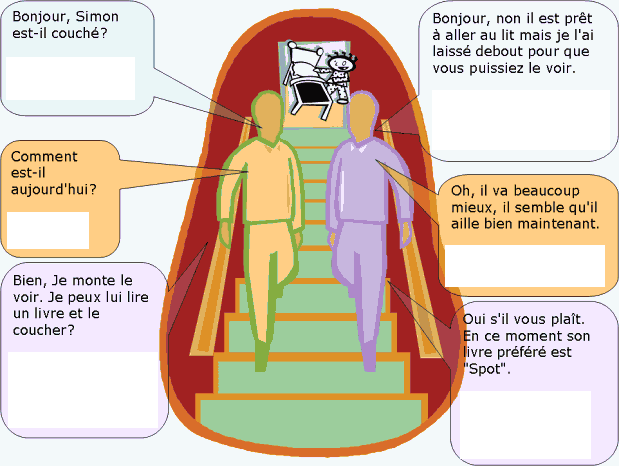 Bonjour, Simon
est-il couché?
Bonjour, non il est prêt
à aller au lit mais je l'ai
laissé debout pour que
vous puissiez le voir.
Comment
est-il
aujourd'hui?
Oh, il va beaucoup
mieux, il semble qu'il
aille bien maintenant.
Bien, Je monte le
voir. Je peux lui lire
un livre et le
coucher?
Oui s'il vous plaît.
En ce moment son
livre préféré est
"Spot".